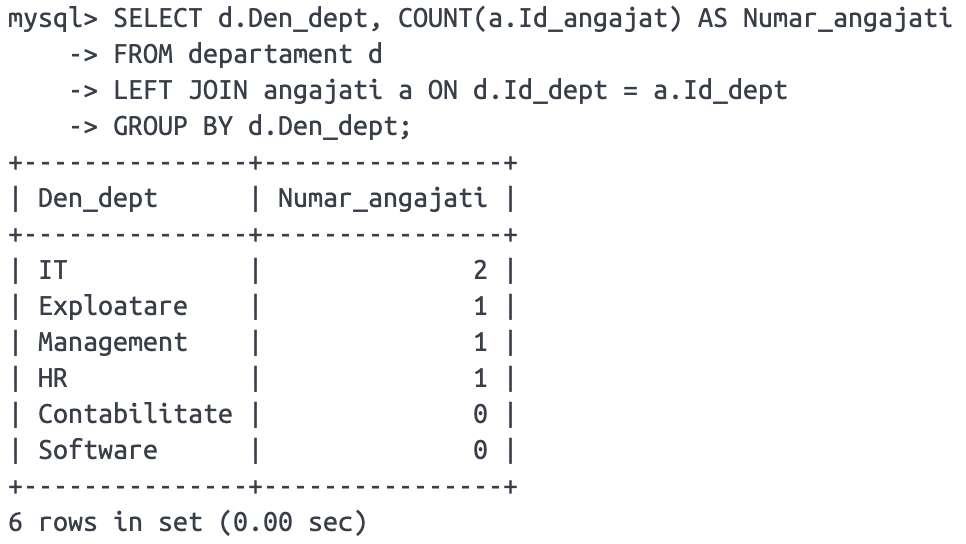 mysql> SELECT d.Den_dept, COUNT(a.Id_angajat) AS Numar_angajati
    -> FROM departament d
    -> LEFT JOIN angajati a ON d.Id_dept = a.Id_dept
    -> GROUP BY d.Den_dept;
+---------------+----------------+
| Den_dept      | Numar_angajati |
+---------------+----------------+
| IT            |              2 |
| Exploatare    |              1 |
| Management    |              1 |
| HR            |              1 |
| Contabilitate |              0 |
| Software      |              0 |
+---------------+----------------+
6 rows in set (0.00 sec)